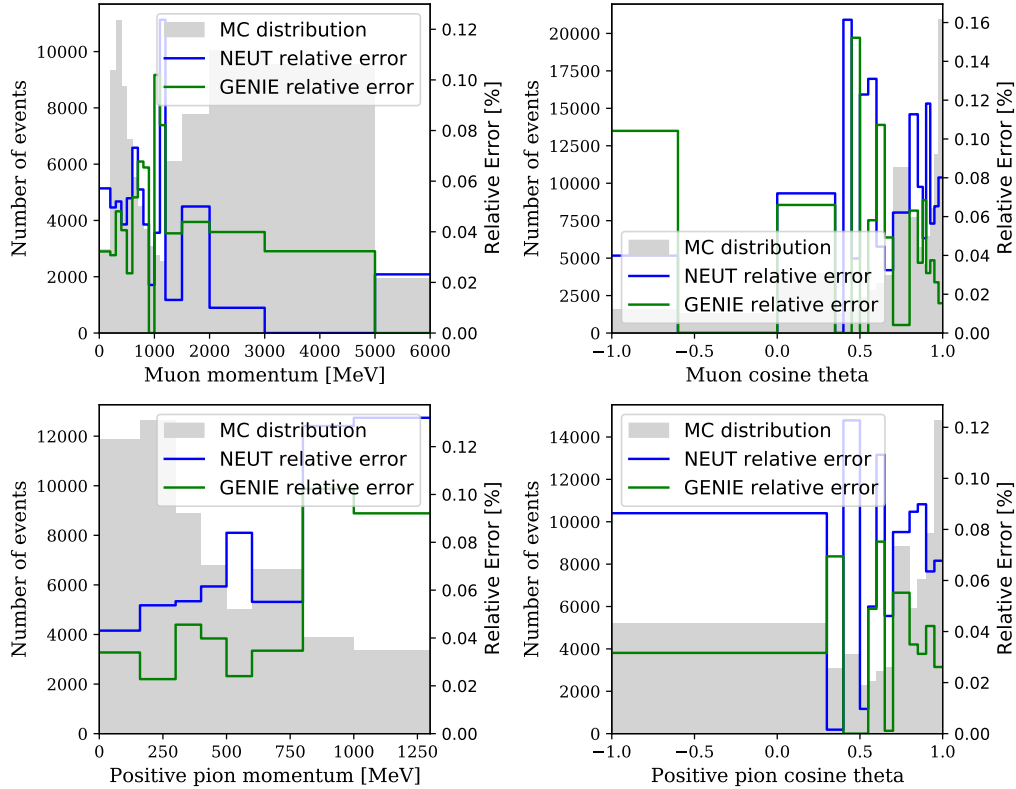 MC distribution
NEUT relative error
GENIE relative error
Number of events
Relative Error [%]
0
2000
4000
6000
8000
10000
0.00
0.02
0.04
0.06
0.08
0.10
0.12
0 1000 2000 3000 4000 5000 6000
Muon momentum [MeV]
MC distribution
NEUT relative error
GENIE relative error
Number of events
Relative Error [%]
0
2500
5000
7500
10000
12500
15000
17500
20000
0.00
0.02
0.04
0.06
0.08
0.10
0.12
0.14
0.16
−1.0 −0.5 0.0 0.5 1.0
Muon cosine theta
MC distribution
NEUT relative error
GENIE relative error
Number of events
Relative Error [%]
0
2000
4000
6000
8000
10000
12000
0.00
0.02
0.04
0.06
0.08
0.10
0.12
0 250 500 750 1000 1250
Positive pion momentum [MeV]
MC distribution
NEUT relative error
GENIE relative error
Number of events
Relative Error [%]
0
2000
4000
6000
8000
10000
12000
14000
0.00
0.02
0.04
0.06
0.08
0.10
0.12
−1.0 −0.5 0.0 0.5 1.0
Positive pion cosine theta